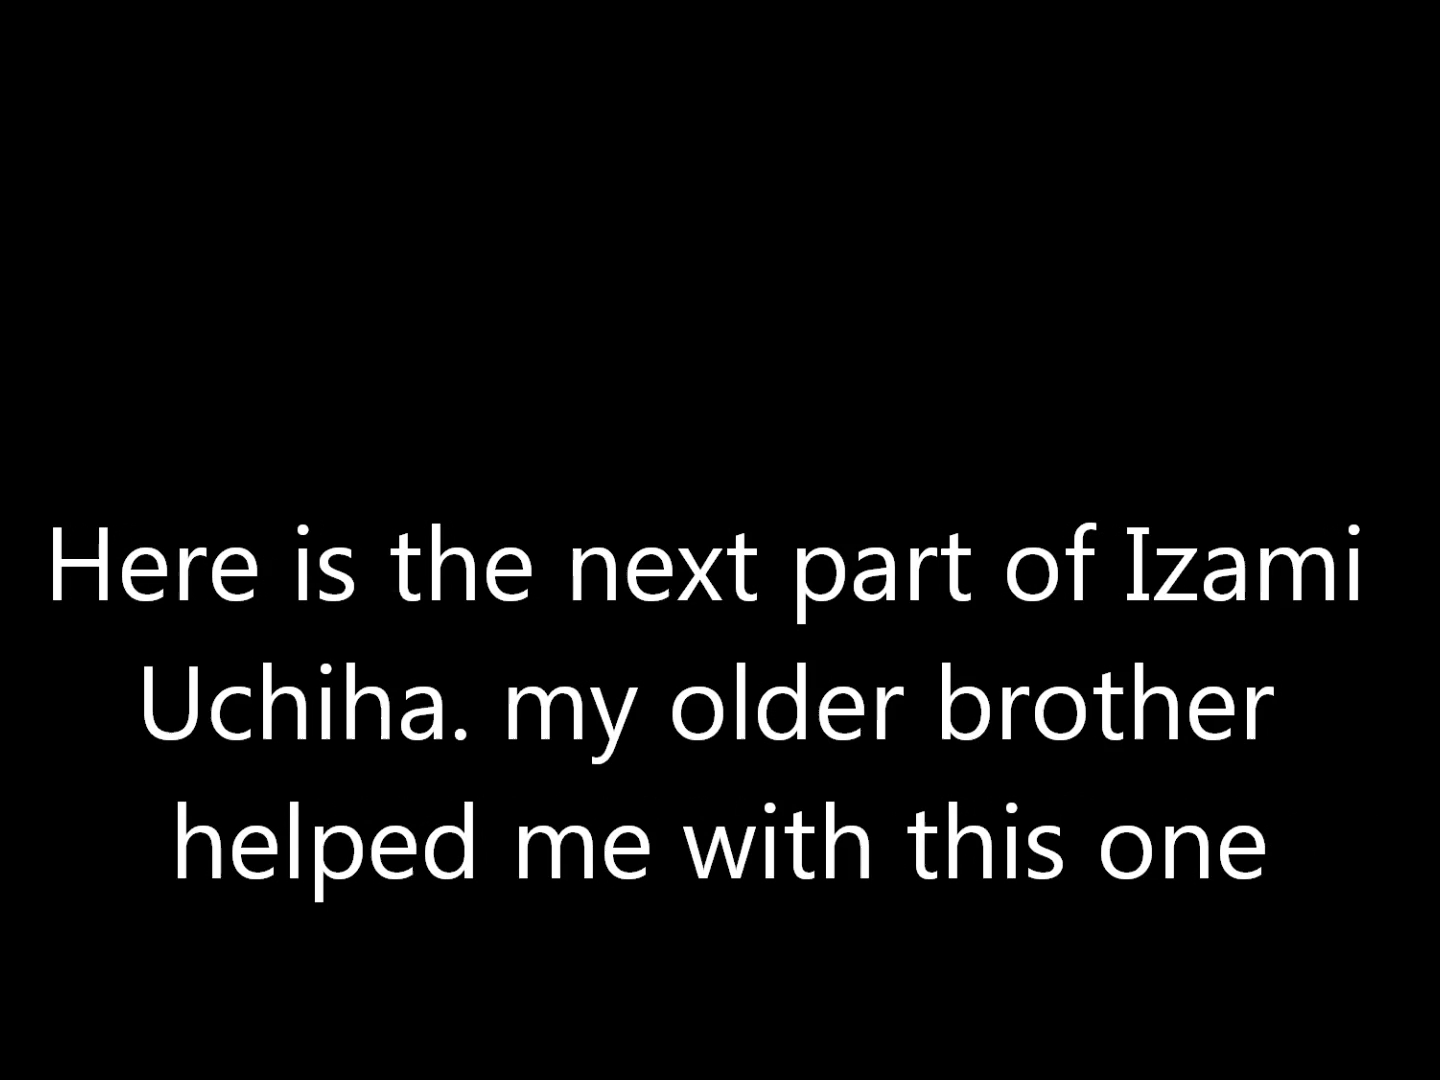 Here is the next part of Izami
Uchiha. my older brother
helped me with this one